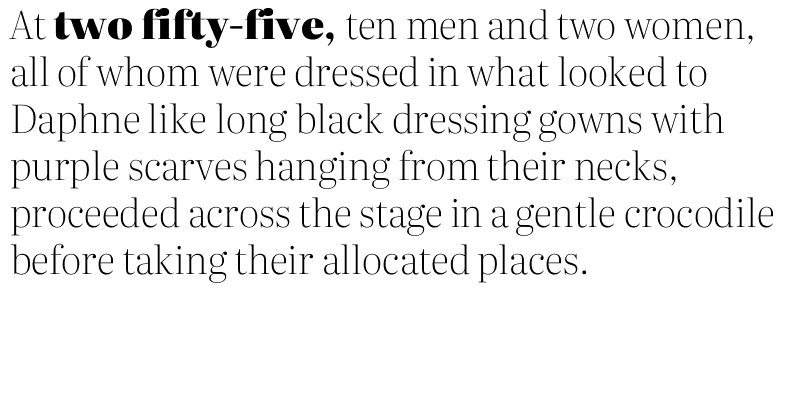 At two fifty-five, ten men and two women,
all of whom were dressed in what looked to
Daphne like long black dressing gowns with
purple scarves hanging from their necks,
proceeded across the stage in a gentle crocodile
before taking their allocated places.